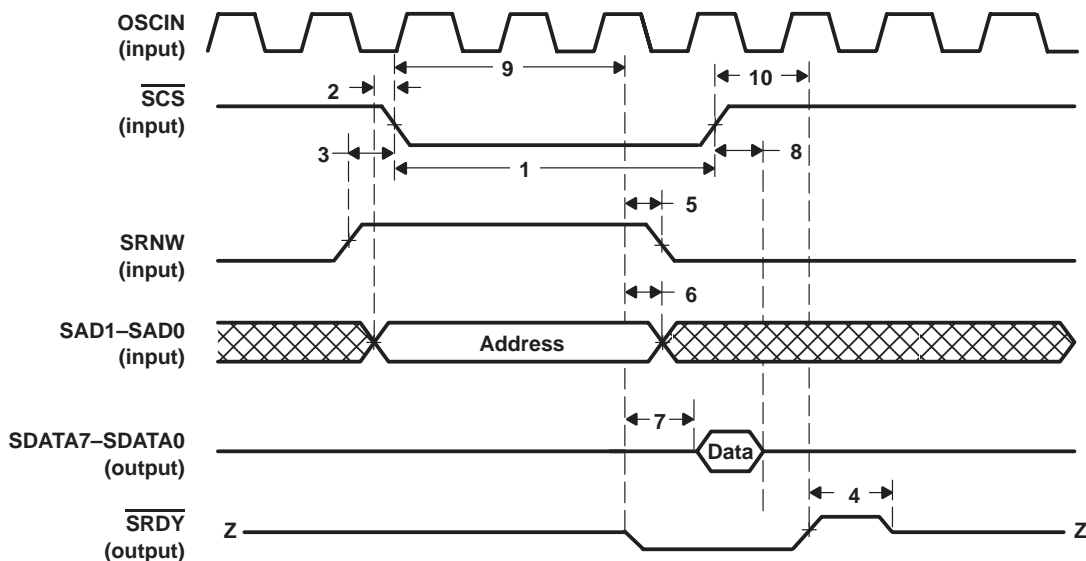 OSCIN
(input)
9
10
SCS
(input)
2
3
1
8
5
SRNW
(input)
6
SAD1–SAD0
(input)
Address
7
SDATA7–SDATA0
(output)
Data
4
SRDY
(output)
Z
Z